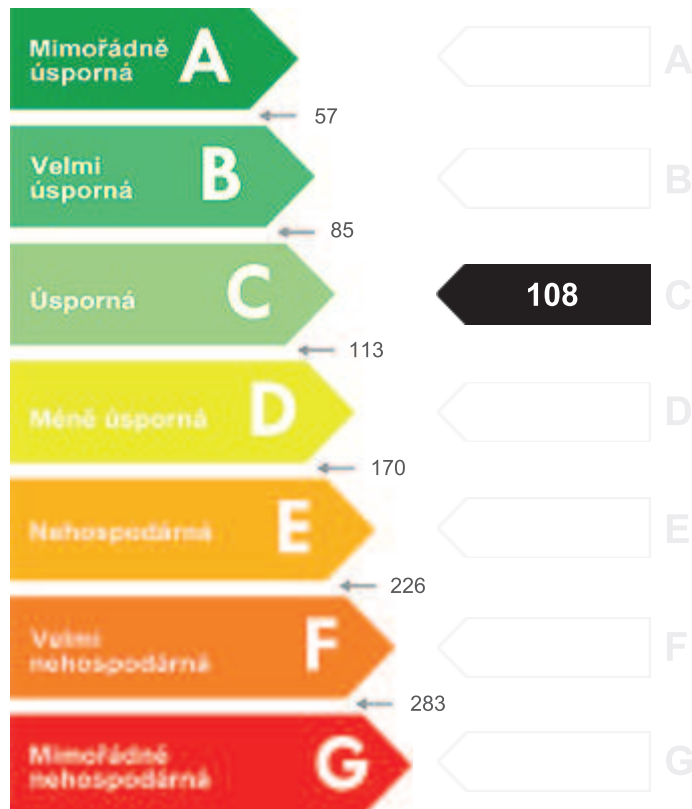 Mimořádně
úsporná
A
A
57
Velmi
úsporná
B
B
85
Úsporná
C
108
C
113
Méně úsporná
D
D
170
Nehospodárná
E
E
226
Velmi
nehospodárná
F
F
283
Mimořádně
nehospodárná
G
G